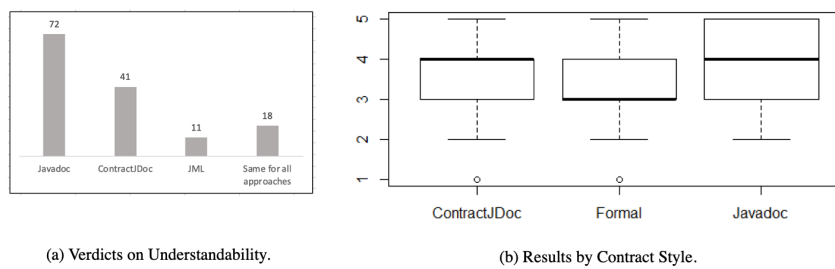 (a)
72
41
11
18
Javadoc
ContractJDoc
JML
Same for all
approaches
(b)
5
4
3
2
1
ContractJDoc
Formal
Javadoc
(a) Verdicts on Understandability.
(b) Results by Contract Style.